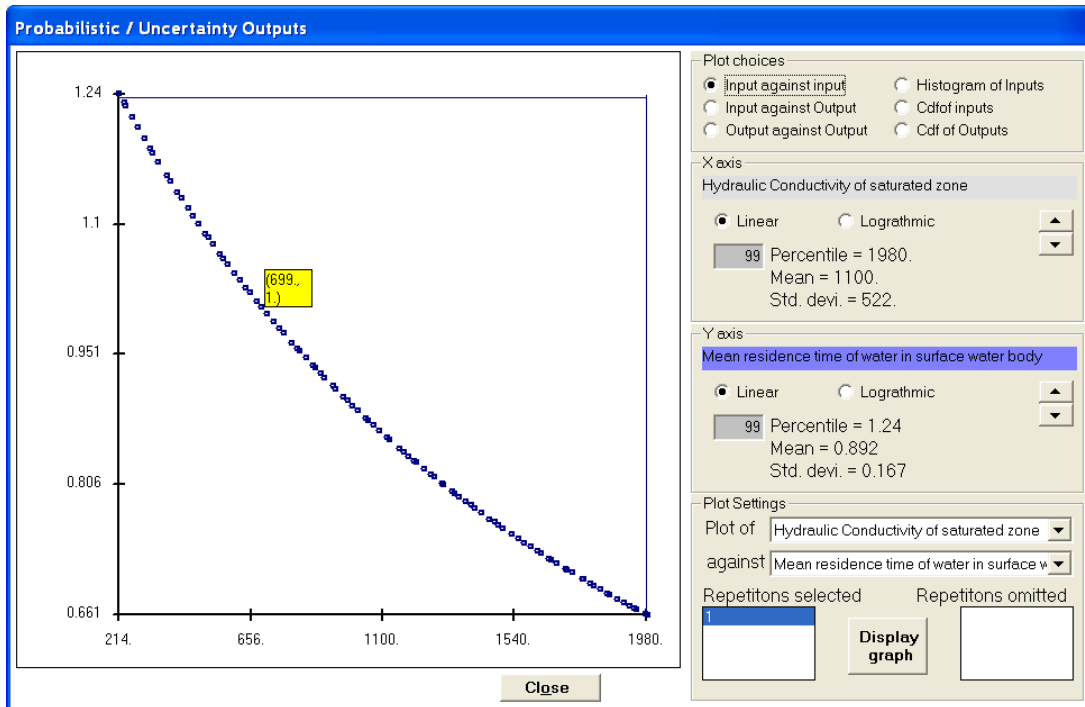 Probabilistic / Uncertainty Outputs
1.24
1.1
0.951
0.806
0.661
214.
656.
1100.
1540.
1980.
(699.,
1.)
Close
Plot choices
Input against input
Input against Output
Output against Output
Histogram of Inputs
Cdfof inputs
Cdf of Outputs
X axis
Hydraulic Conductivity of saturated zone
Linear
Lograthmic
99 Percentile = 1980.
Mean = 1100.
Std. devi. = 522.
Y axis
Mean residence time of water in surface water body
Linear
Lograthmic
99 Percentile = 1.24
Mean = 0.892
Std. devi. = 0.167
Plot Settings
Plot of Hydraulic Conductivity of saturated zone
against Mean residence time of water in surface w
Repetitons selected
Repetitons omitted
1
Display
graph